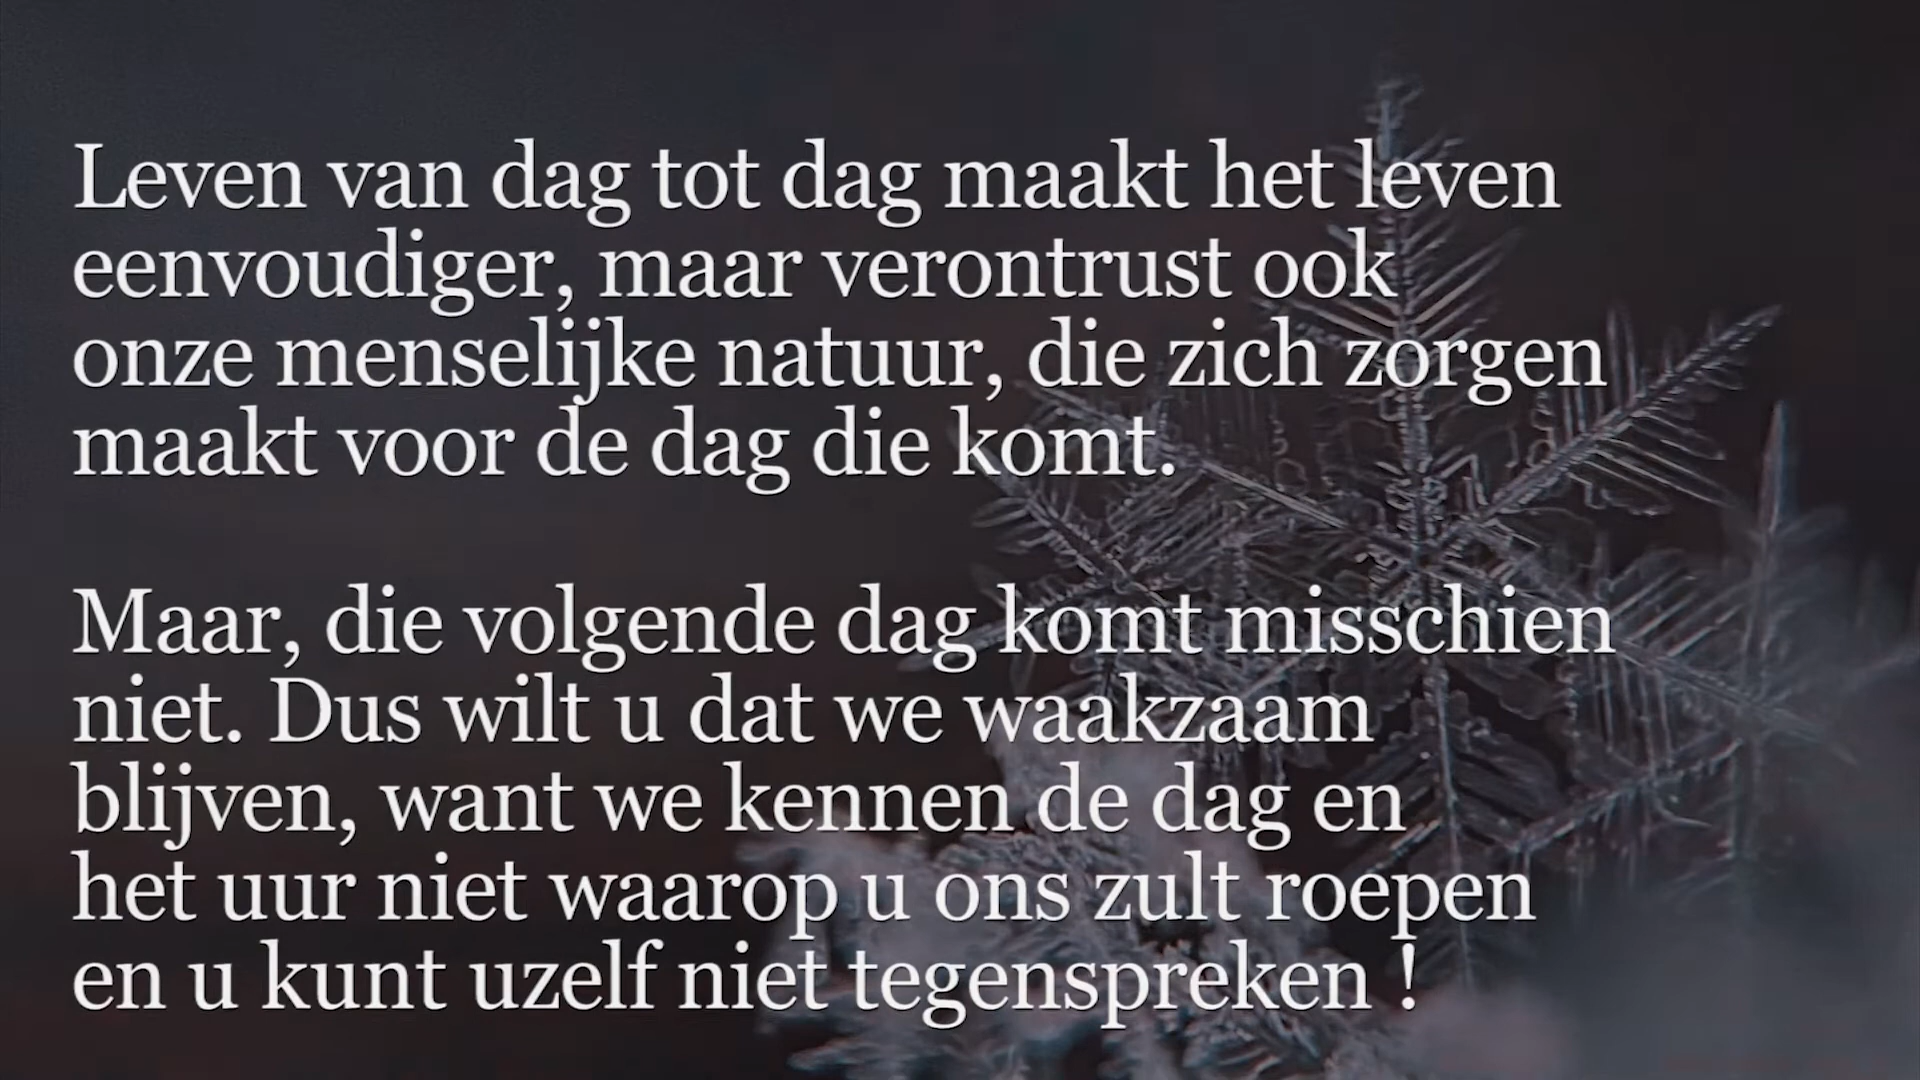 Leven van dag tot dag maakt het leven
eenvoudiger, maar verontrust ook
onze menselijke natuur, die zich zorgen
maakt voor de dag die komt.
Maar, die volgende dag komt misschien
niet. Dus wilt u dat we waakzaam
blijven, want we kennen de dag en
het uur niet waarop u ons zult roepen
en u kunt uzelf niet tegenspreken !